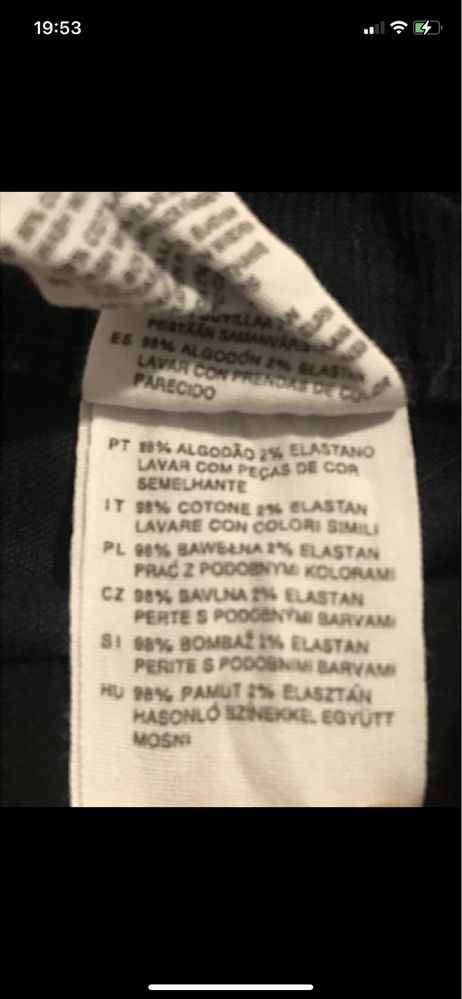 19:53
PESTÄÄN
ES 98% ALGODÓN 2% ELASTAN
LAVAR CON PRENDAS DE COLOR
PARECIDO
PT 98% ALGODÃO 2% ELASTANO
LAVAR COM PEÇAS DE COR
SEMELHANTE
IT 98% COTONE 2% ELASTAN
LAVARE CON COLORI SIMILI
PL 98% BAWEŁNA 2% ELASTAN
PRAĆ Z PODOBNYMI KOLORAMI
CZ 98% BAVLNA 2% ELASTAN
PERTE S PODOBNÝMI BARVAMI
SI 98% BOMBAŽ 2% ELASTAN
PERITE S PODOBNIMI BARVAMI
HU 98% PAMUT 2% ELASZTÁN
HASONLÓ SZINEKKEL EGYÜTT
MOSNI